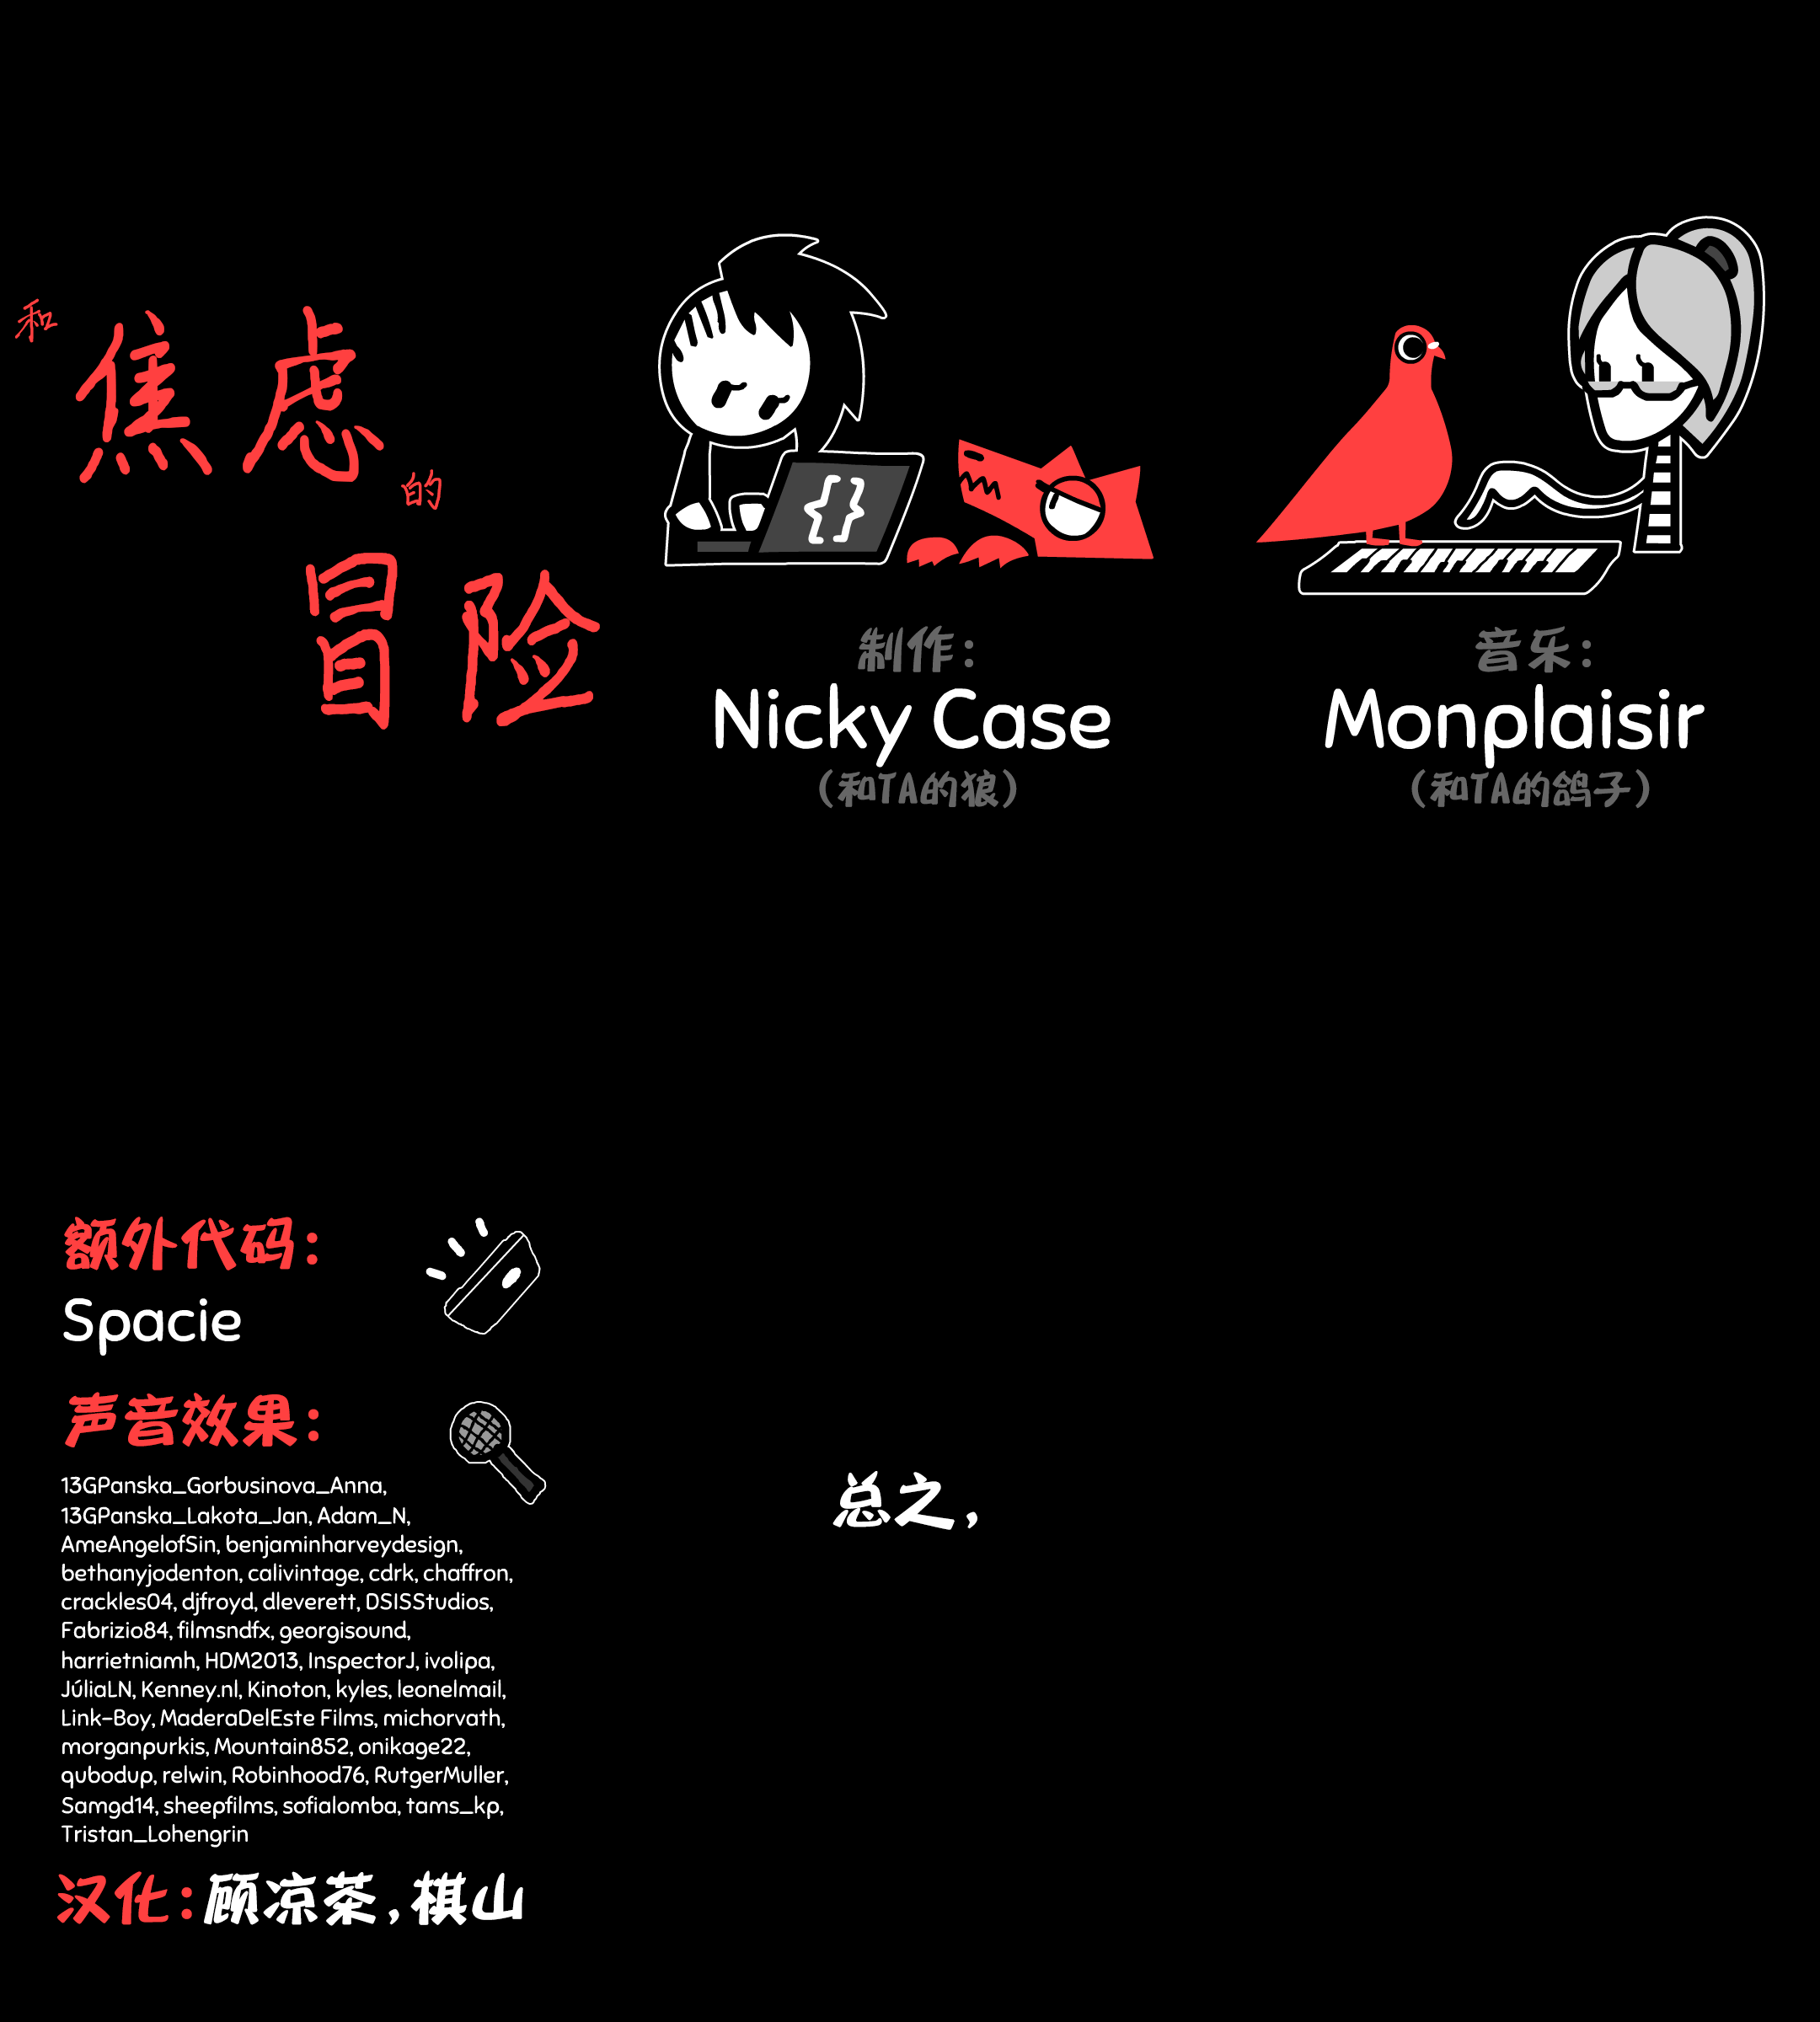 和
焦虑
的
冒险
{}
制作：
Nicky Case
（和TA的狼）
音乐：
Monplaisir
（和TA的鸽子）
额外代码：
Spacie
声音效果：
13GPanska_Gorbusinova_Anna,
13GPanska_Lakota_Jan, Adam_N,
AmeAngelofSin, benjaminharveydesign,
bethanyjodenton, calivintage, cdrk, chaffron,
crackles04, djfroyd, dleverett, DSISStudios,
Fabrizio84, filmsndfx, georgisound,
harrietniamh, HDM2013, InspectorJ, ivolipa,
JúliaLN, Kenney.nl, Kinoton, kyles, leonelmail,
Link-Boy, MaderaDelEste Films, michorvath,
morganpurkis, Mountain852, onikage22,
qubodup, relwin, Robinhood76, RutgerMuller,
Samgd14, sheepfilms, sofialomba, tams_kp,
Tristan_Lohengrin
汉化：顾凉茶，棋山
总之，